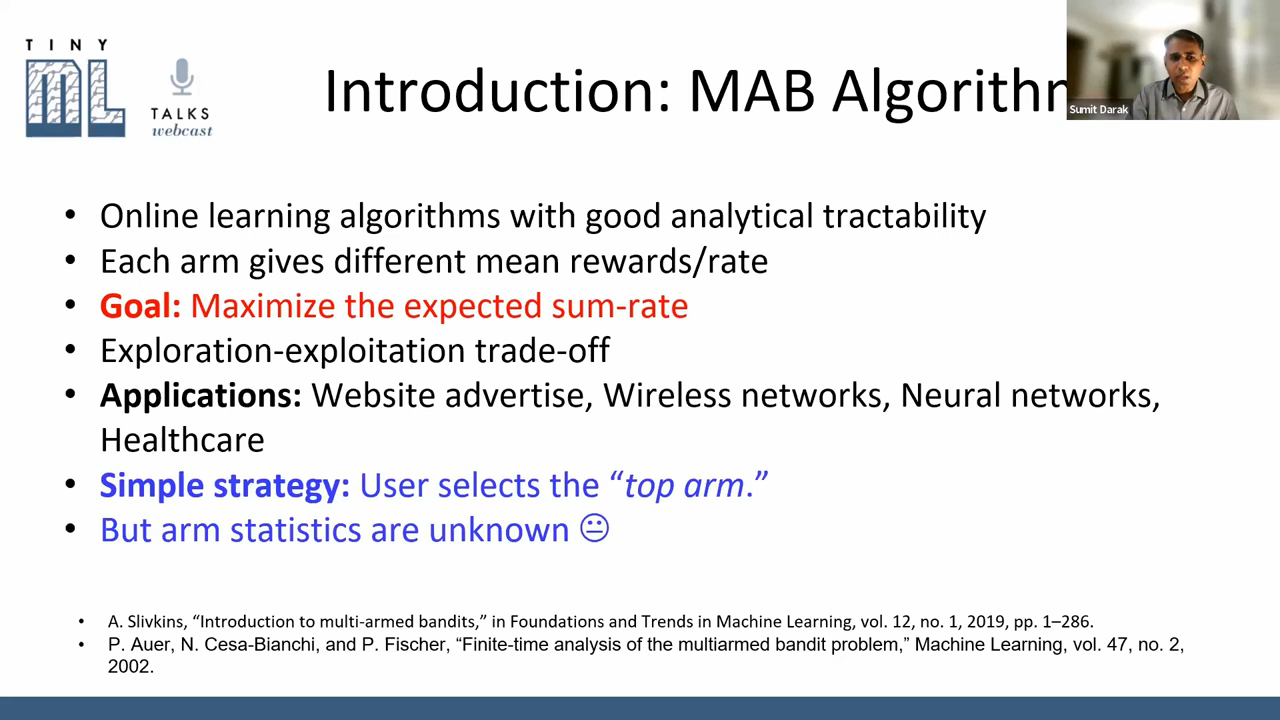 TINY
ML
TALKS
webcast
Introduction: MAB Algorithm
Sumit Darak
• Online learning algorithms with good analytical tractability
• Each arm gives different mean rewards/rate
• Goal: Maximize the expected sum-rate
• Exploration-exploitation trade-off
• Applications: Website advertise, Wireless networks, Neural networks,
Healthcare
• Simple strategy: User selects the “top arm.”
• But arm statistics are unknown 😐
• A. Slivkins, “Introduction to multi-armed bandits,” in Foundations and Trends in Machine Learning, vol. 12, no. 1, 2019, pp. 1–286.
• P. Auer, N. Cesa-Bianchi, and P. Fischer, “Finite-time analysis of the multiarmed bandit problem,” Machine Learning, vol. 47, no. 2,
2002.